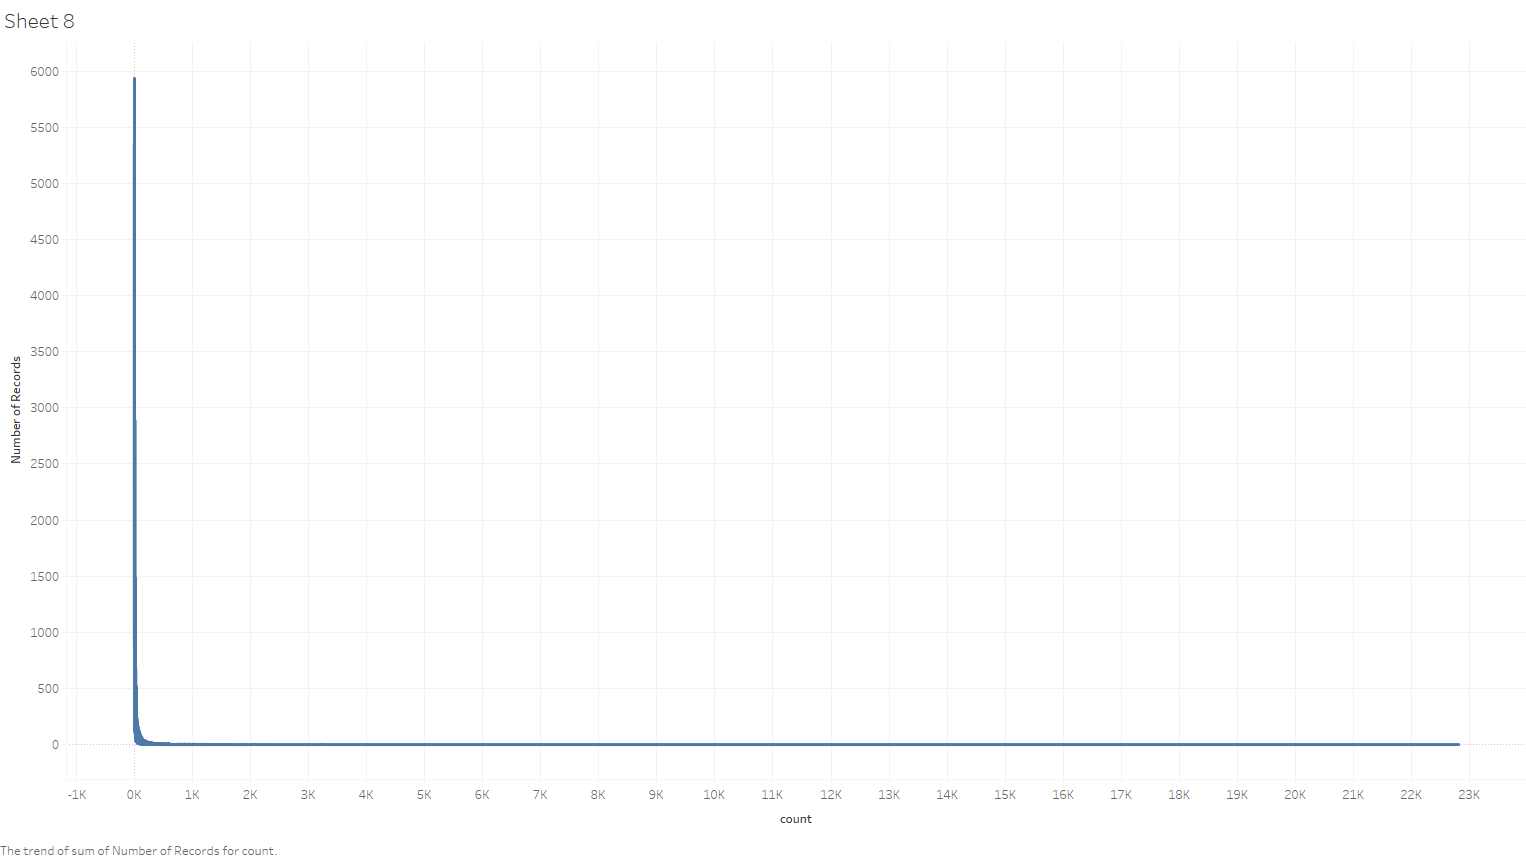 Sheet 8
6000
5500
5000
4500
4000
3500
3000
2500
2000
1500
1000
500
0
Number of Records
-1K 0K 1K 2K 3K 4K 5K 6K 7K 8K 9K 10K 11K 12K 13K 14K 15K 16K 17K 18K 19K 20K 21K 22K 23K
count
The trend of sum of Number of Records for count.